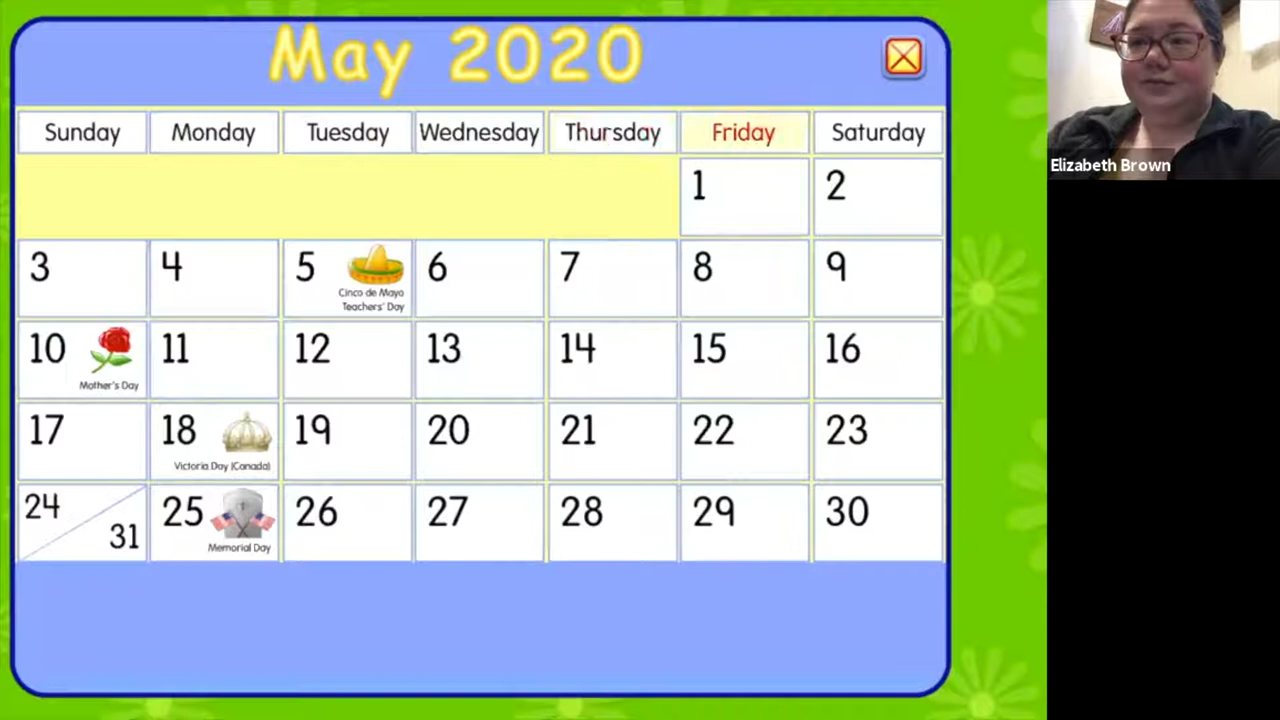 May 2020
Sunday Monday Tuesday Wednesday Thursday Friday Saturday
1 2
3 4 5 6 7 8 9
Cinco de Mayo
Teachers' Day
10 11 12 13 14 15 16
Mother's Day
17 18 19 20 21 22 23
Victoria Day (Canada)
24 31 25 26 27 28 29 30
Memorial Day
Elizabeth Brown